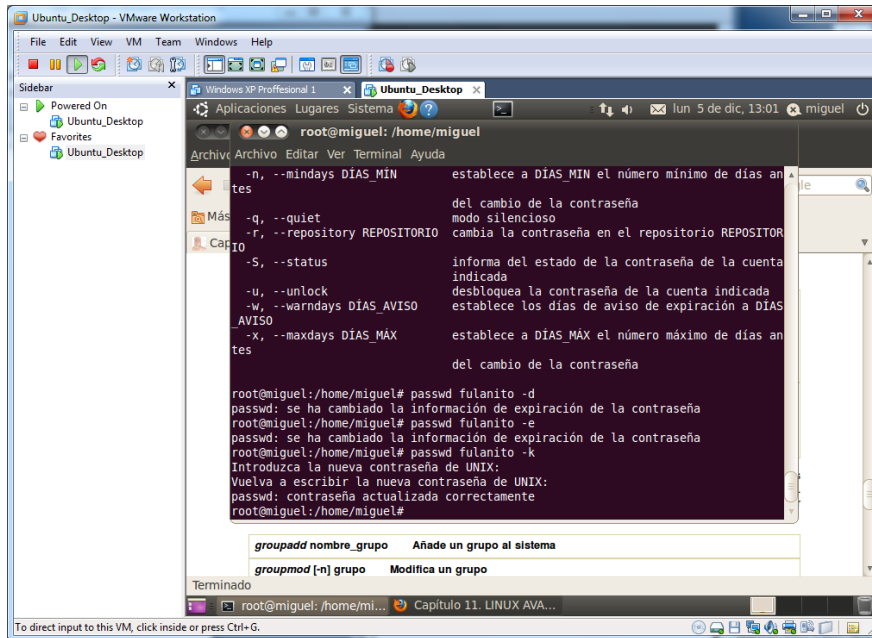 Ubuntu_Desktop - VMware Workstation
File Edit View VM Team Windows Help
Sidebar
Powered On
Ubuntu_Desktop
Favorites
Ubuntu_Desktop
Windows XP Proffesional 1
Ubuntu_Desktop
Aplicaciones Lugares Sistema
lun 5 de dic, 13:01
miguel
root@miguel: /home/miguel
Archivo Editar Ver Terminal Ayuda
Más
-n, --mindays DÍAS_MÍN establece a DÍAS_MIN el número mínimo de días an
tes
del cambio de la contraseña
-q, --quiet modo silencioso
-r, --repository REPOSITORIO cambia la contraseña en el repositorio REPOSITOR
IO
-S, --status informa del estado de la contraseña de la cuenta
indicada
-u, --unlock desbloquea la contraseña de la cuenta indicada
-w, --warndays DÍAS_AVISO establece los días de aviso de expiración a DÍAS
_AVISO
-x, --maxdays DÍAS_MÁX establece a DÍAS_MÁX el número máximo de días an
tes
del cambio de la contraseña
root@miguel:/home/miguel# passwd fulanito -d
passwd: se ha cambiado la información de expiración de la contraseña
root@miguel:/home/miguel# passwd fulanito -e
passwd: se ha cambiado la información de expiración de la contraseña
root@miguel:/home/miguel# passwd fulanito -k
Introduzca la nueva contraseña de UNIX:
Vuelva a escribir la nueva contraseña de UNIX:
passwd: contraseña actualizada correctamente
root@miguel:/home/miguel#
groupadd nombre_grupo Añade un grupo al sistema
groupmod [-n] grupo Modifica un grupo
Terminado
root@miguel: /home/mi...
Capítulo 11. LINUX AVA...
To direct input to this VM, click inside or press Ctrl+G.